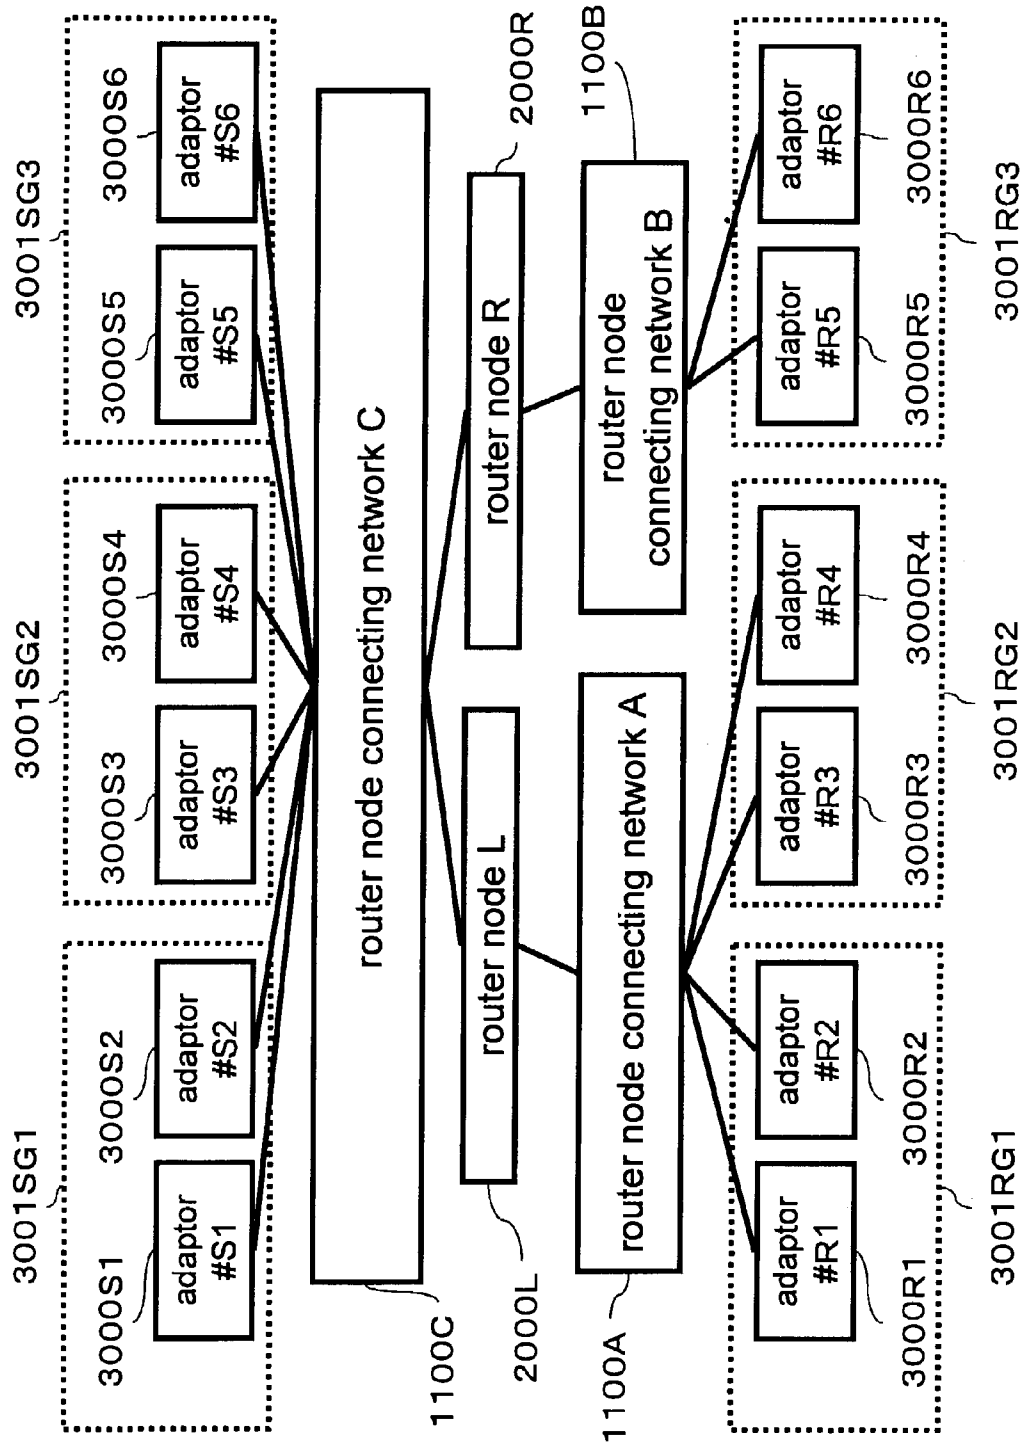 3001SG1
3001SG2
3001SG3
3000S1
3000S2
3000S3
3000S4
3000S5
3000S6
adaptor
#S1
adaptor
#S2
adaptor
#S3
adaptor
#S4
adaptor
#S5
adaptor
#S6
router node connecting network C
1100C
router node L
2000L
router node R
2000R
router node connecting network A
1100A
router node
connecting network B
1100B
adaptor
#R1
adaptor
#R2
adaptor
#R3
adaptor
#R4
adaptor
#R5
adaptor
#R6
3000R1
3000R2
3000R3
3000R4
3000R5
3000R6
3001RG1
3001RG2
3001RG3